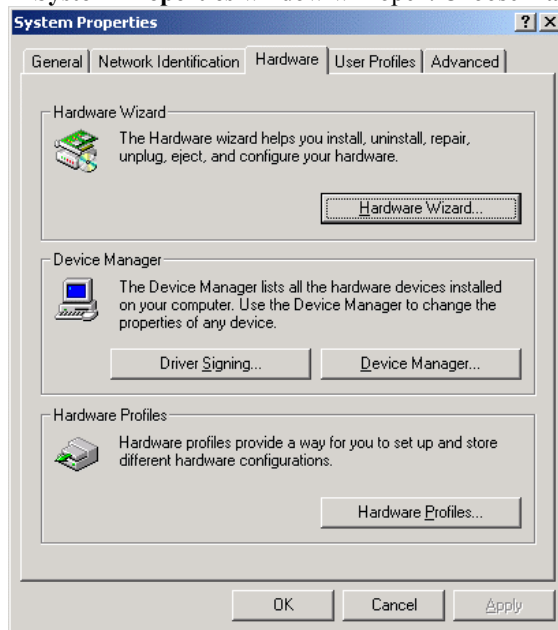 System Properties
General Network Identification Hardware User Profiles Advanced
Hardware Wizard
The Hardware wizard helps you install, uninstall, repair,
unplug, eject, and configure your hardware.
Hardware Wizard...
Device Manager
The Device Manager lists all the hardware devices installed
on your computer. Use the Device Manager to change the
properties of any device.
Driver Signing... Device Manager...
Hardware Profiles
Hardware profiles provide a way for you to set up and store
different hardware configurations.
Hardware Profiles...
OK Cancel Apply